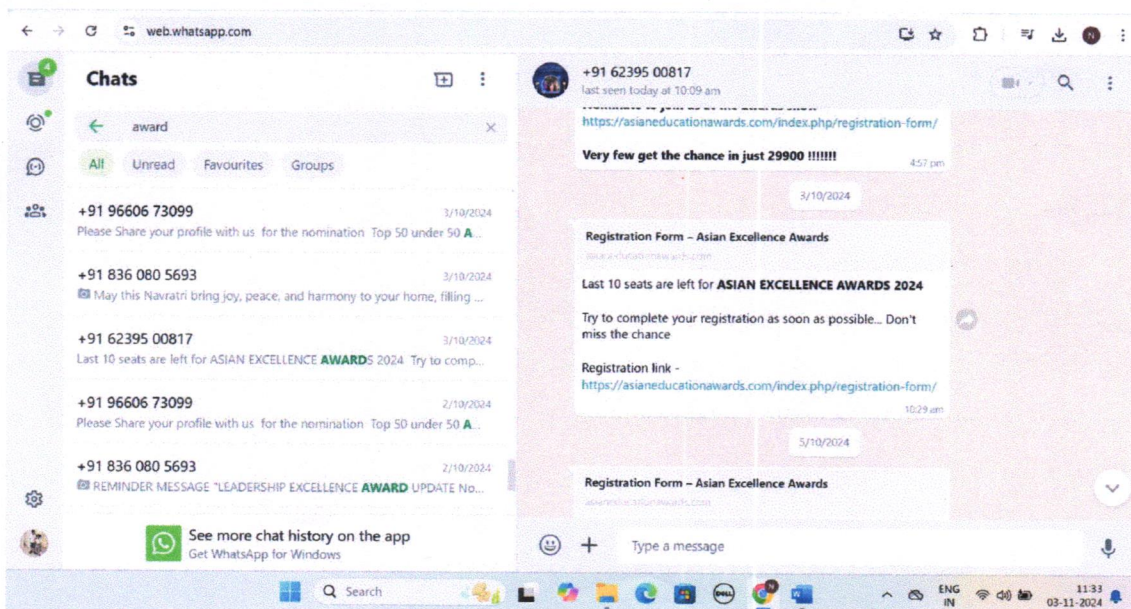 web.whatsapp.com
N
4
Chats
award
All Unread Favourites Groups
+91 96606 73099 3/10/2024
Please Share your profile with us for the nomination Top 50 under 50 A...
+91 836 080 5693 3/10/2024
May this Navratri bring joy, peace, and harmony to your home, filling ...
+91 62395 00817 3/10/2024
Last 10 seats are left for ASIAN EXCELLENCE AWARDS 2024 Try to comp...
+91 96606 73099 2/10/2024
Please Share your profile with us for the nomination Top 50 under 50 A...
+91 836 080 5693 2/10/2024
REMINDER MESSAGE "LEADERSHIP EXCELLENCE AWARD UPDATE No...
See more chat history on the app
Get WhatsApp for Windows
+91 62395 00817
last seen today at 10:09 am
https://asianeducationawards.com/index.php/registration-form/
Very few get the chance in just 29900 !!!!!!!
4:57 pm
3/10/2024
Registration Form – Asian Excellence Awards
asianeducationawards.com
Last 10 seats are left for ASIAN EXCELLENCE AWARDS 2024
Try to complete your registration as soon as possible... Don't
miss the chance
Registration link -
https://asianeducationawards.com/index.php/registration-form/
10:29 am
5/10/2024
Registration Form – Asian Excellence Awards
asianeducationawards.com
Type a message
Search
DELL
N
ENG
IN
11:33
03-11-2024